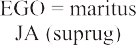 EGO = maritus
JA (suprug)